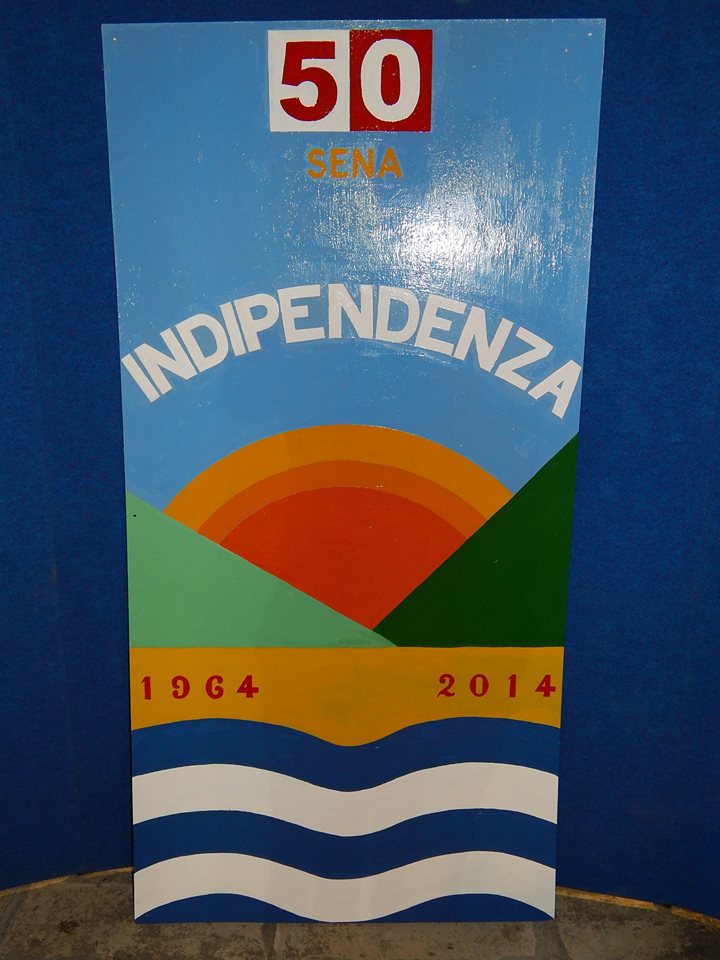 50
SENA
INDIPENDENZA
1964 2014